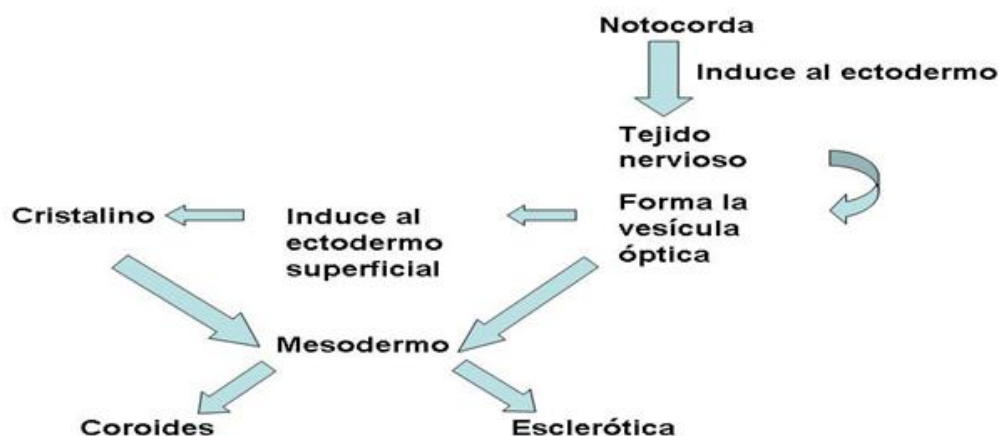 Notocorda
Induce al ectodermo
Tejido
nervioso
Cristalino
Induce al
ectodermo
superficial
Forma la
vesícula
óptica
Mesodermo
Coroides
Esclerótica